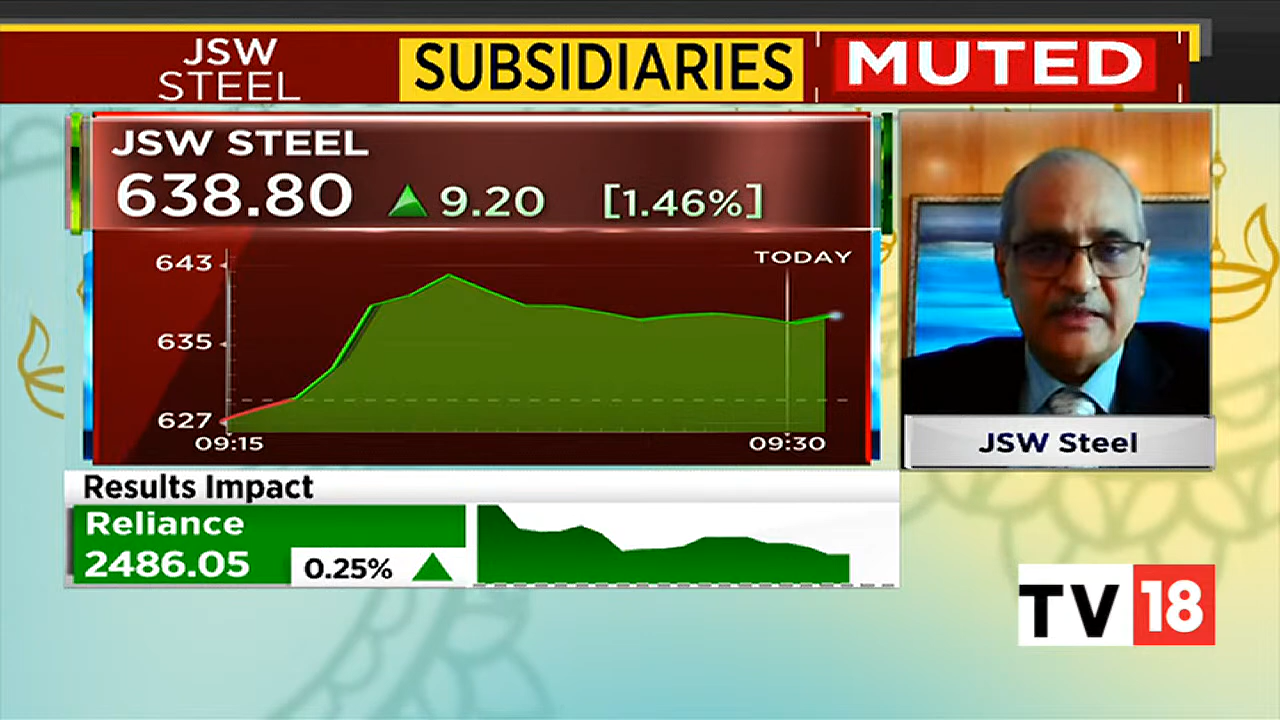 JSW
STEEL
SUBSIDIARIES
MUTED
JSW STEEL
638.80 ▲ 9.20 [1.46%]
TODAY
643
635
627
09:15 09:30
JSW Steel
Results Impact
Reliance
2486.05 0.25% ▲
TV18